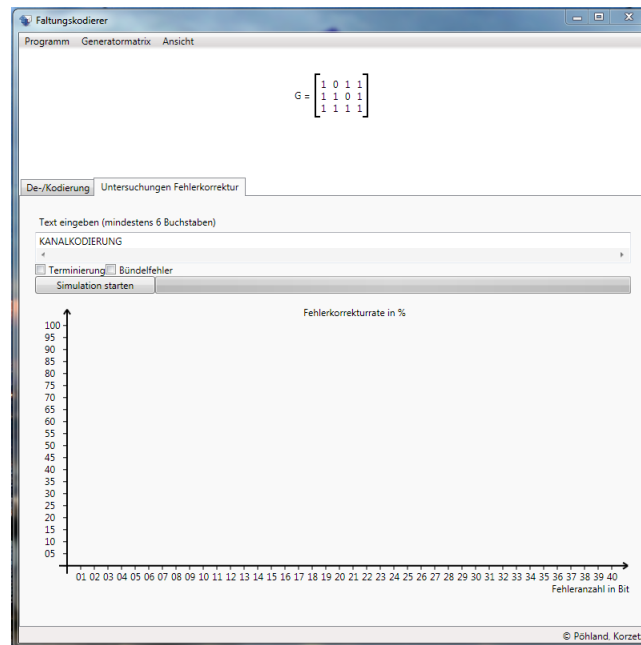 Faltungskodierer
Programm Generatormatrix Ansicht
1 0 1 1
G = 1 1 0 1
1 1 1 1
De-/Kodierung Untersuchungen Fehlerkorrektur
Text eingeben (mindestens 6 Buchstaben)
KANALKODIERUNG
Terminierung Bündelfehler
Simulation starten
Fehlerkorrekturrate in %
100
95
90
85
80
75
70
65
60
55
50
45
40
35
30
25
20
15
10
05
01 02 03 04 05 06 07 08 09 10 11 12 13 14 15 16 17 18 19 20 21 22 23 24 25 26 27 28 29 30 31 32 33 34 35 36 37 38 39 40
Fehleranzahl in Bit
© Pöhland, Korzet